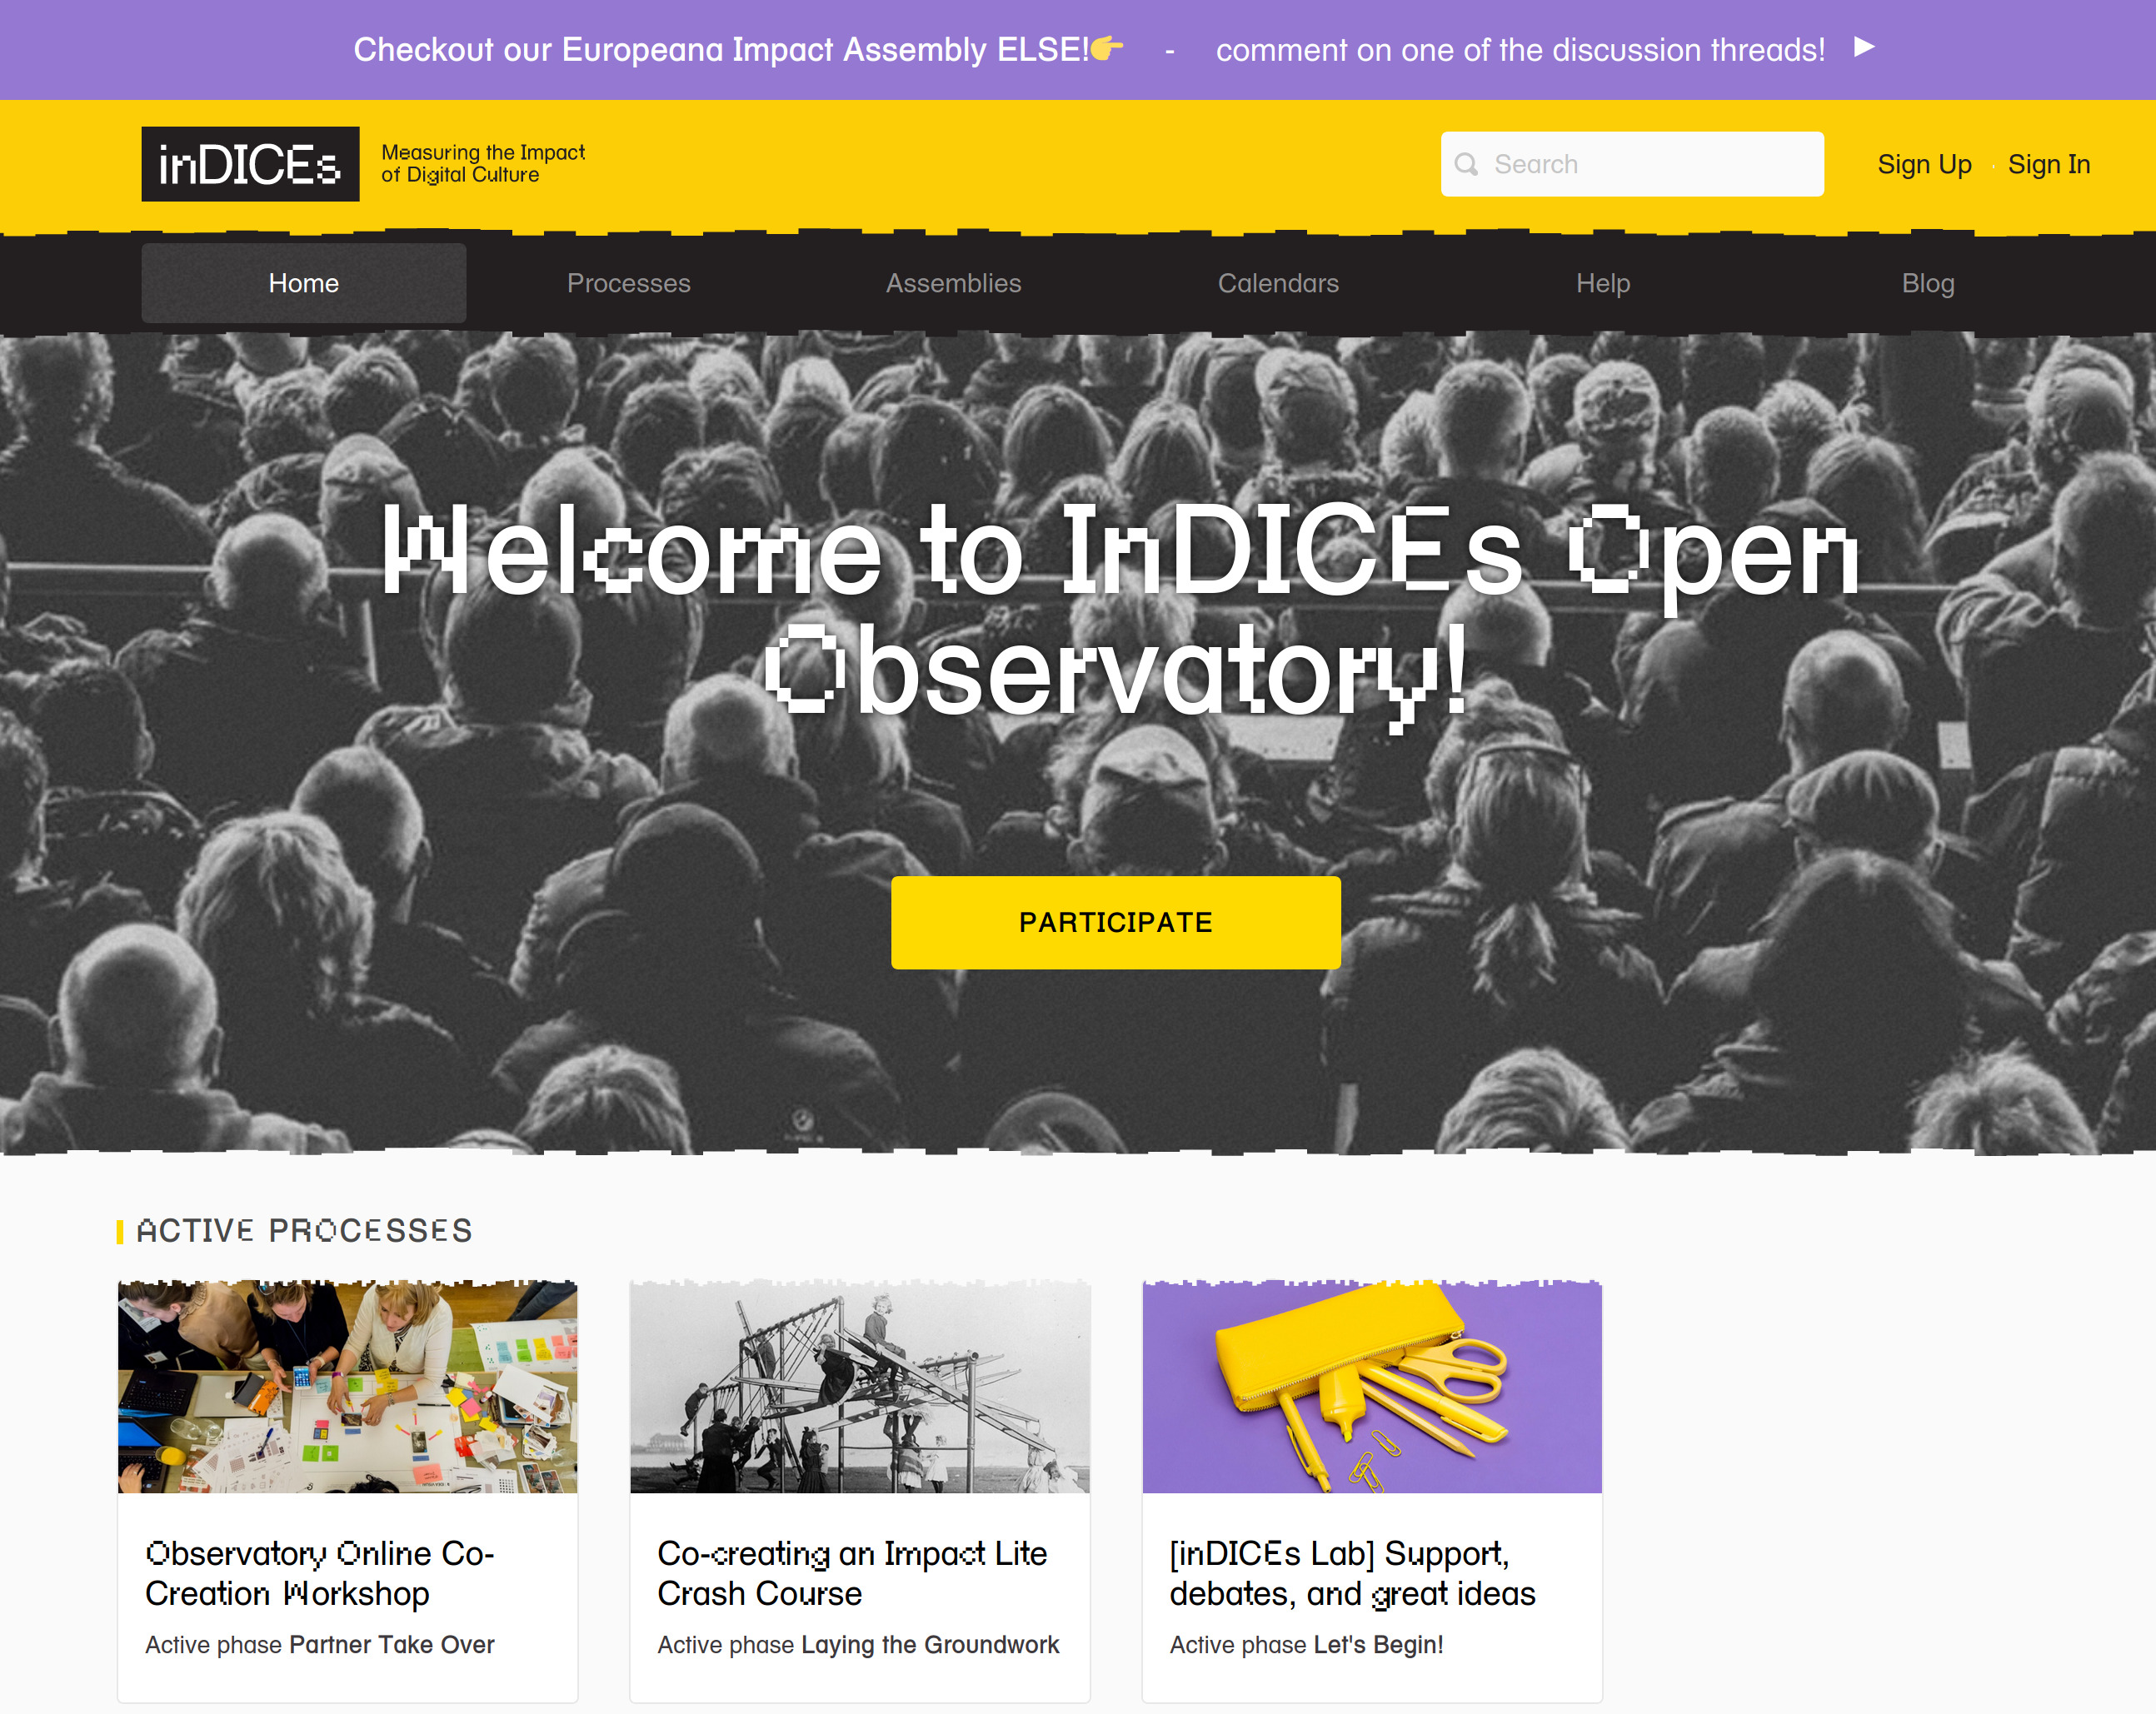 Checkout our Europeana Impact Assembly ELSE!👉 - comment on one of the discussion threads! ▶
inDICEs
Measuring the Impact
of Digital Culture
Search
Sign Up · Sign In
Home Processes Assemblies Calendars Help Blog
Welcome to InDICEs Open
Observatory!
PARTICIPATE
ACTIVE PROCESSES
Observatory Online Co-
Creation Workshop
Active phase Partner Take Over
Co-creating an Impact Lite
Crash Course
Active phase Laying the Groundwork
[inDICEs Lab] Support,
debates, and great ideas
Active phase Let's Begin!